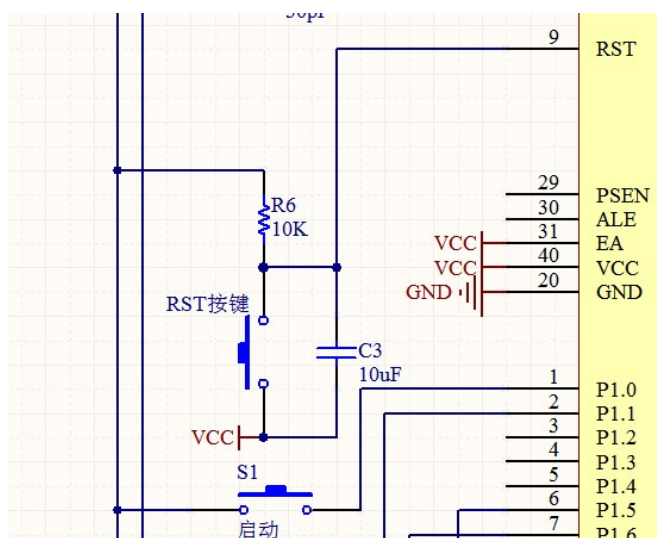 30pF
9 RST
R6
10K
29 PSEN
30 ALE
VCC 31 EA
VCC 40 VCC
GND 20 GND
RST按键
C3
10uF
1 P1.0
2 P1.1
VCC 3 P1.2
4 P1.3
S1 5 P1.4
6 P1.5
启动 7 P1.6